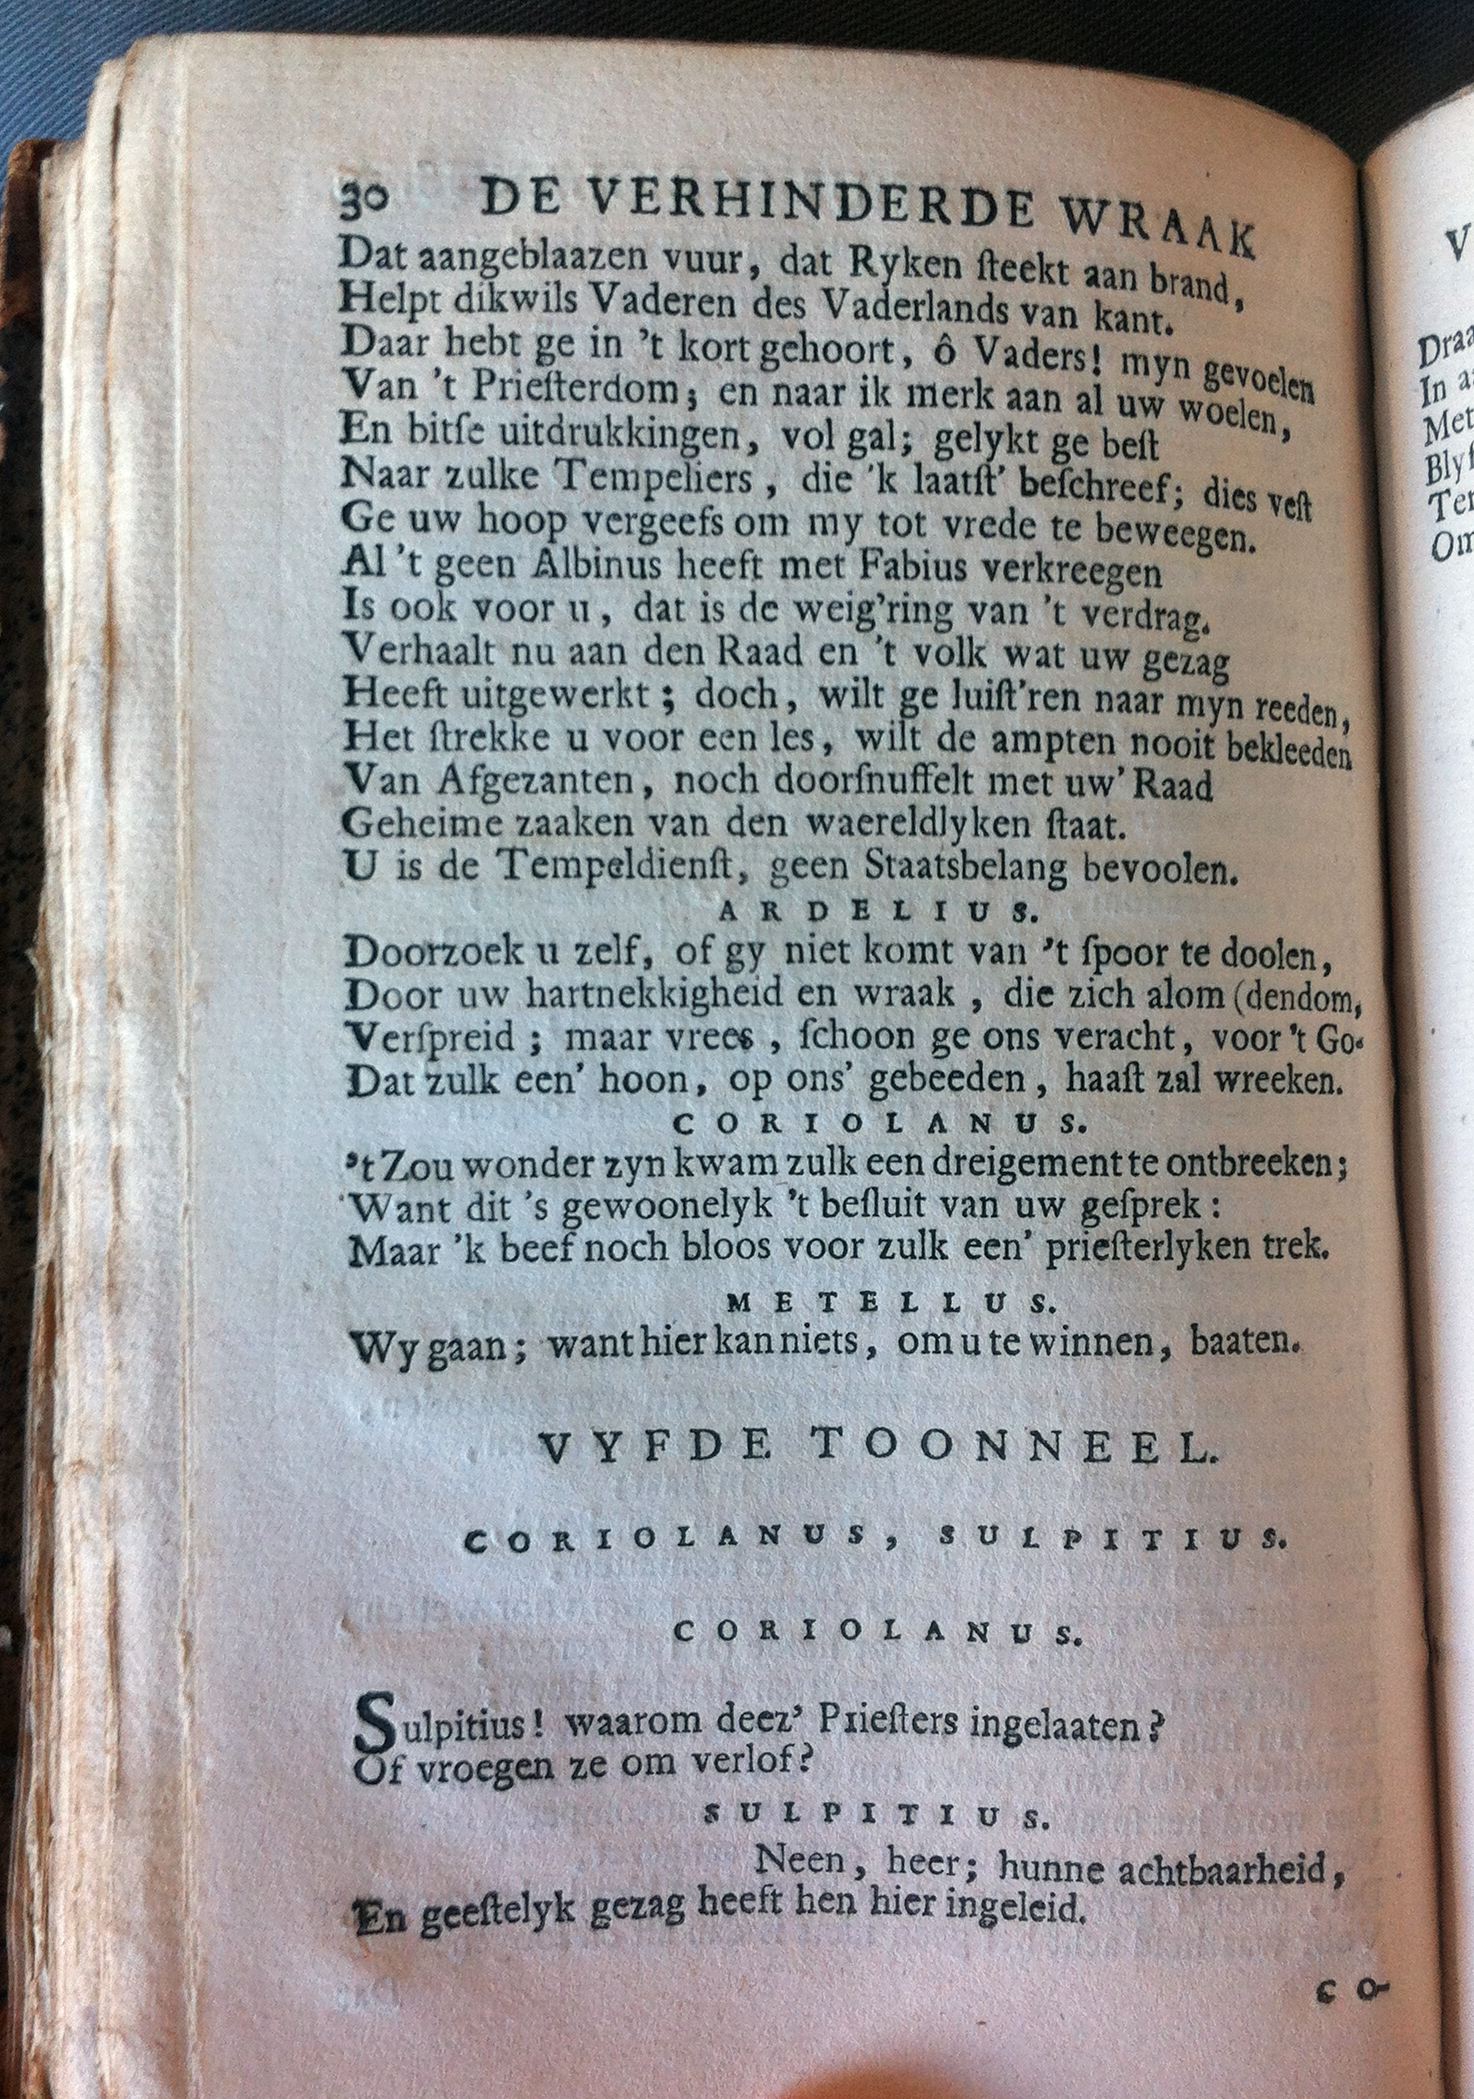 30 DE VERHINDERDE WRAAK
Dat aangeblaazen vuur, dat Ryken ſteekt aan brand,
Helpt dikwils Vaderen des Vaderlands van kant.
Daar hebt ge in 't kort gehoort, ô Vaders! myn gevoelen
Van 't Prieſterdom; en naar ik merk aan al uw woelen,
En bitſe uitdrukkingen, vol gal; gelykt ge beſt
Naar zulke Tempeliers, die 'k laatſt' beſchreef; dies veſt
Ge uw hoop vergeefs om my tot vrede te beweegen.
Al 't geen Albinus heeft met Fabius verkreegen
Is ook voor u, dat is de weig'ring van 't verdrag.
Verhaalt nu aan den Raad en 't volk wat uw gezag
Heeft uitgewerkt; doch, wilt ge luiſt'ren naar myn reeden,
Het ſtrekke u voor een les, wilt de ampten nooit bekleeden
Van Afgezanten, noch doorſnuffelt met uw' Raad
Geheime zaaken van den waereldlyken ſtaat.
U is de Tempeldienſt, geen Staatsbelang bevoolen.
ARDELIUS.
Doorzoek u zelf, of gy niet komt van 't ſpoor te doolen,
Door uw hartnekkigheid en wraak, die zich alom (dendom,
Verſpreid; maar vrees, ſchoon ge ons veracht, voor 't Go-
Dat zulk een' hoon, op ons' gebeeden, haaſt zal wreeken.
CORIOLANUS.
't Zou wonder zyn kwam zulk een dreigement te ontbreeken;
Want dit 's gewoonelyk 't beſluit van uw geſprek:
Maar 'k beef noch bloos voor zulk een' prieſterlyken trek.
METELLUS.
Wy gaan; want hier kan niets, om u te winnen, baaten.
VYFDE TOONNEEL.
CORIOLANUS, SULPITIUS.
CORIOLANUS.
Sulpitius! waarom deez' Prieſters ingelaaten?
Of vroegen ze om verlof?
SULPITIUS.
Neen, heer; hunne achtbaarheid,
En geeſtelyk gezag heeft hen hier ingeleid.
CO-
V
Draa
In a
Met
Blyf
Ter
Om